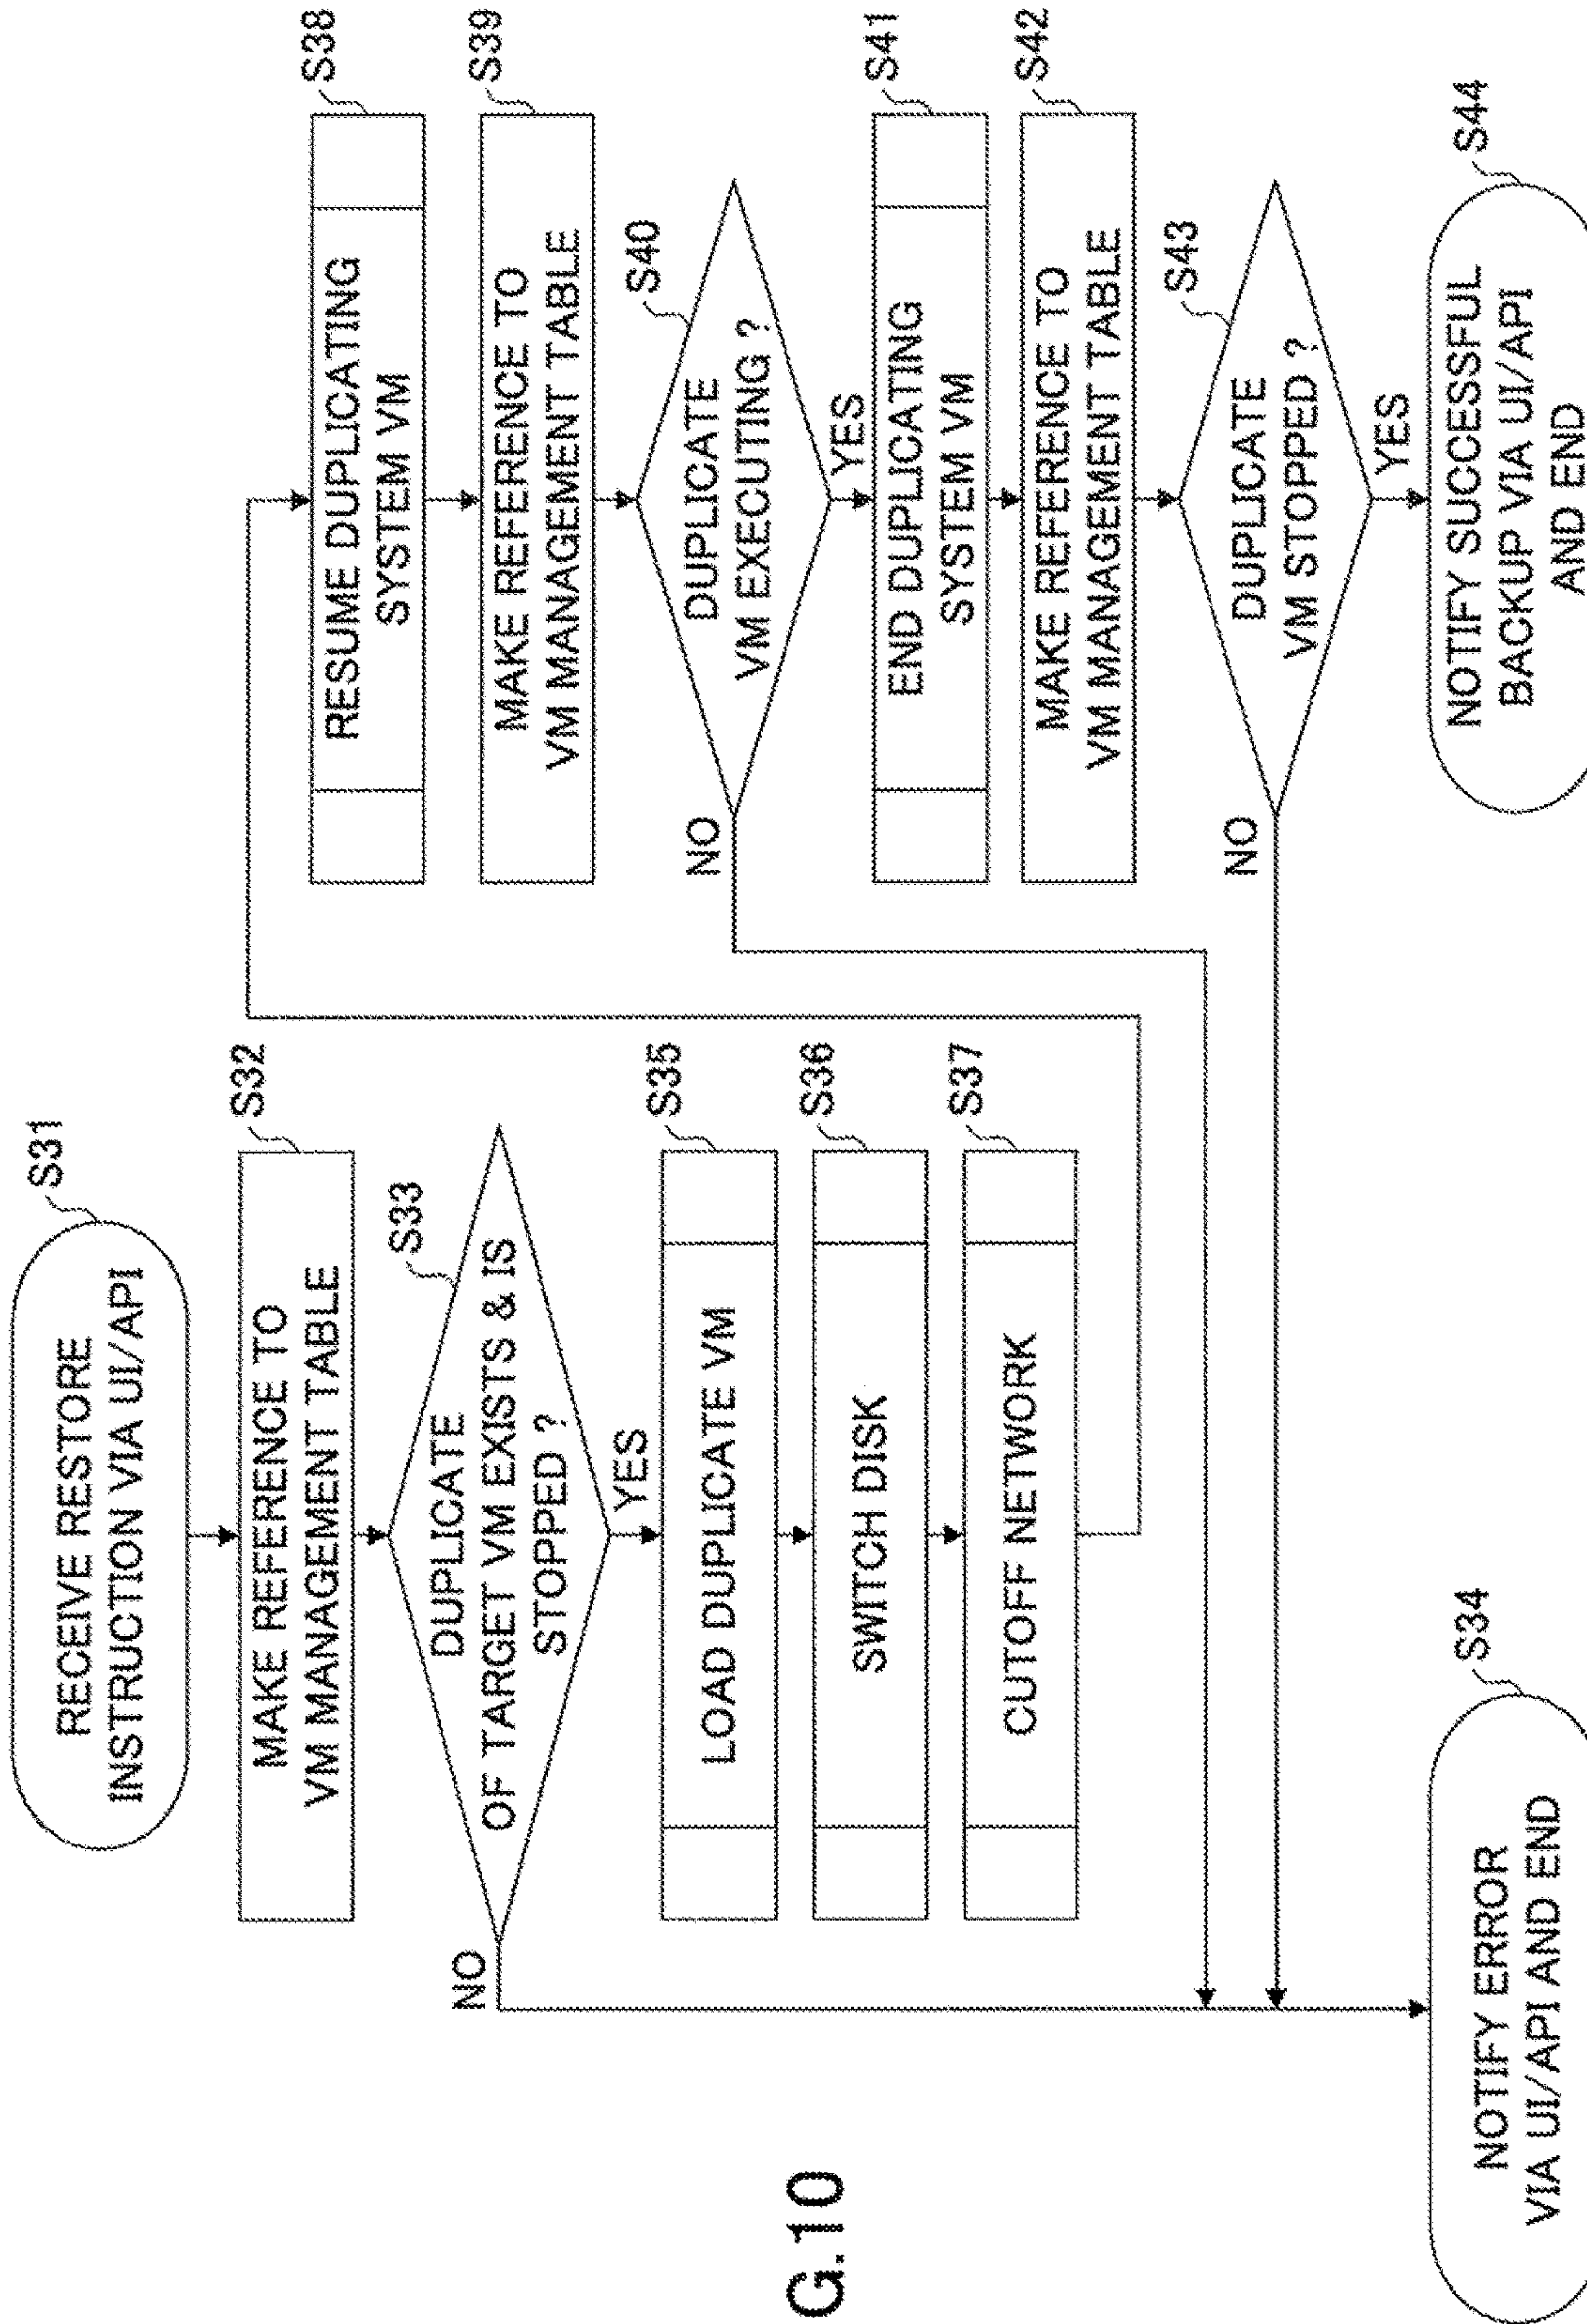 G.10
S31
RECEIVE RESTORE
INSTRUCTION VIA UI/API
S32
MAKE REFERENCE TO
VM MANAGEMENT TABLE
S33
DUPLICATE
OF TARGET VM EXISTS & IS
STOPPED ?
NO
YES
S35
LOAD DUPLICATE VM
S36
SWITCH DISK
S37
CUTOFF NETWORK
S34
NOTIFY ERROR
VIA UI/API AND END
S38
RESUME DUPLICATING
SYSTEM VM
S39
MAKE REFERENCE TO
VM MANAGEMENT TABLE
S40
DUPLICATE
VM EXECUTING ?
NO
YES
S41
END DUPLICATING
SYSTEM VM
S42
MAKE REFERENCE TO
VM MANAGEMENT TABLE
S43
DUPLICATE
VM STOPPED ?
NO
YES
S44
NOTIFY SUCCESSFUL
BACKUP VIA UI/API
AND END